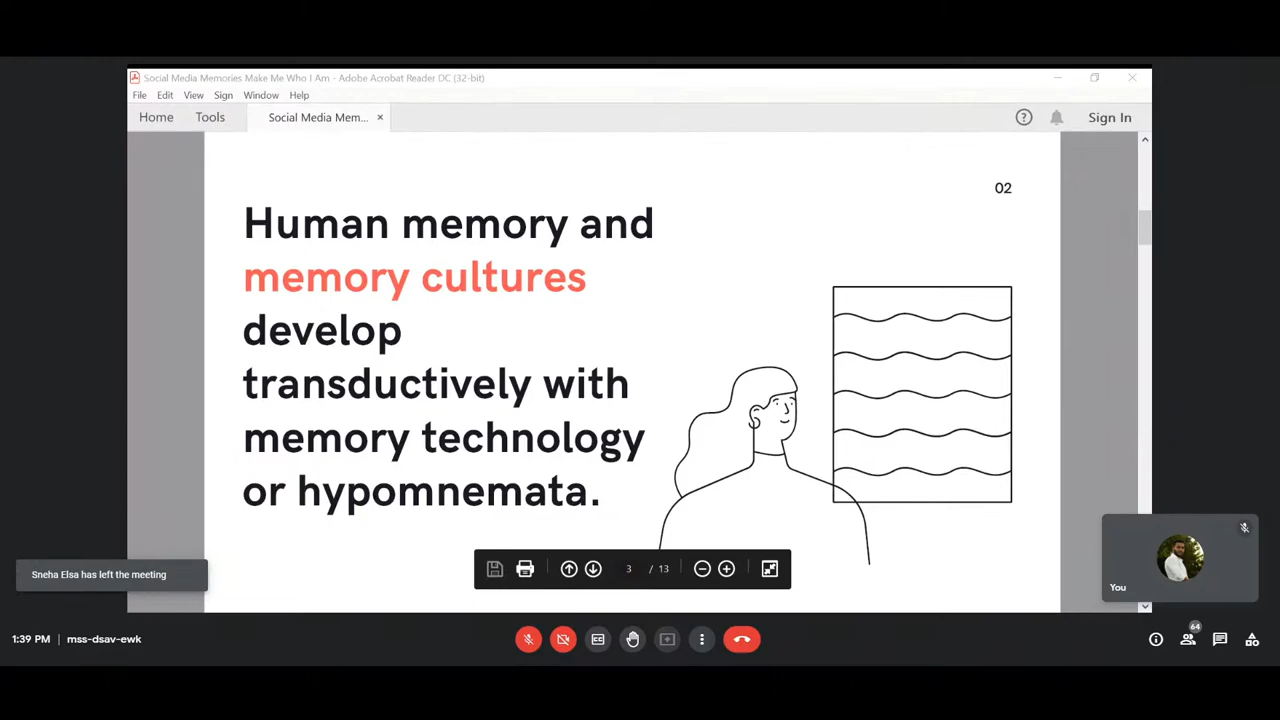 Social Media Memories Make Me Who I Am - Adobe Acrobat Reader DC (32-bit)
File Edit View Sign Window Help
Home Tools Social Media Mem... × Sign In
02
Human memory and
memory cultures
develop
transductively with
memory technology
or hypomnemata.
3 / 13
Sneha Elsa has left the meeting
You
1:39 PM | mss-dsav-ewk
64